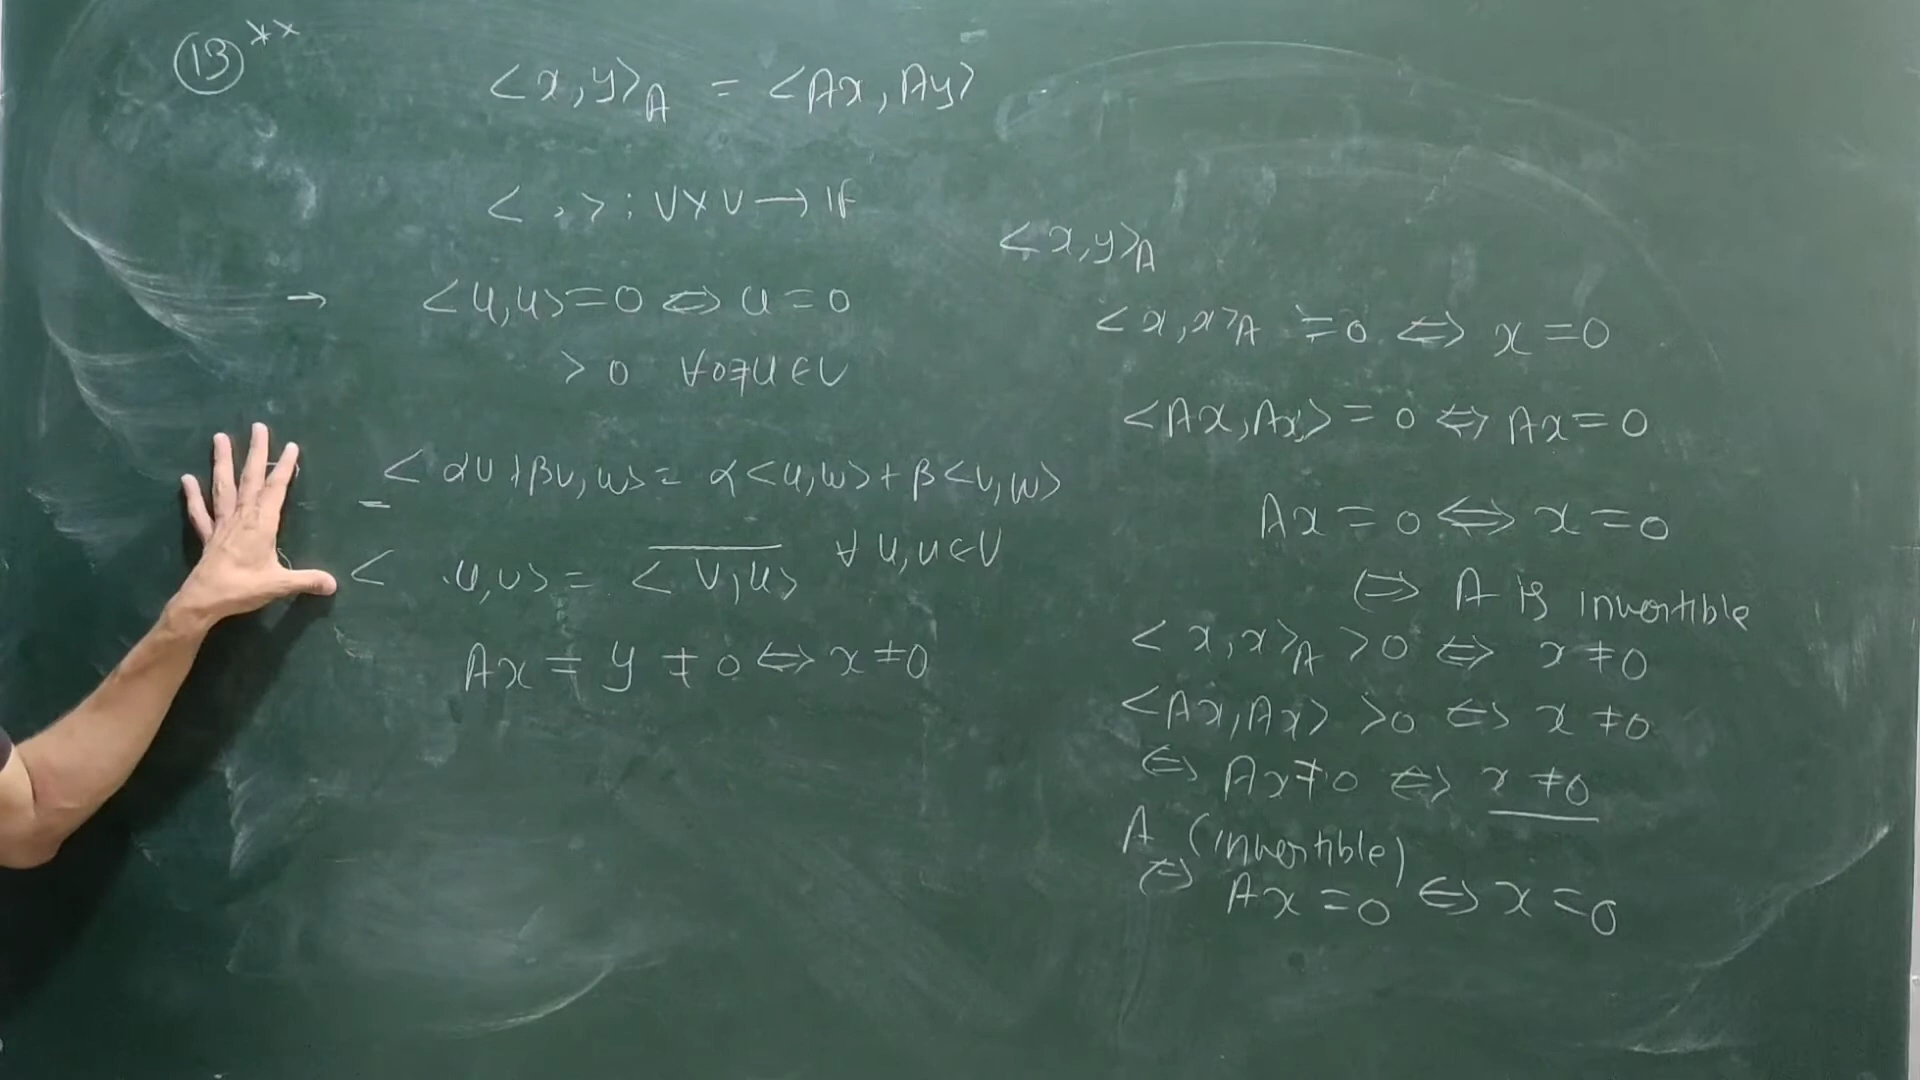 (13) **
<x, y>_A = <Ax, Ay>
< , > : V×V → IF
→ <u,u> = 0 ⇔ u = 0
> 0 ∀ 0≠u∈V
< αu+βv, w> = α<u,w> + β<v,w>
<u,v> = \overline{<v,u>} ∀ u,v∈V
Ax = y ≠ 0 ⇔ x ≠ 0
<x,y>_A
<x,x>_A = 0 ⇔ x = 0
<Ax,Ax> = 0 ⇔ Ax = 0
Ax = 0 ⇔ x = 0
⇔ A is invertible
<x,x>_A > 0 ⇔ x ≠ 0
<Ax,Ax> > 0 ⇔ x ≠ 0
⇔ Ax ≠ 0 ⇔ x ≠ 0
A (invertible)
⇔ Ax = 0 ⇔ x = 0